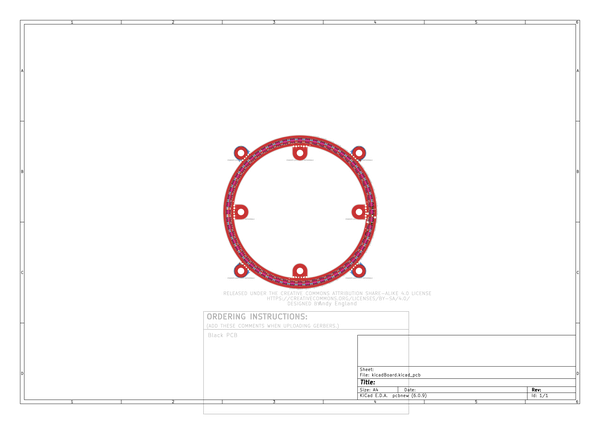 1 2 3 4 5 6
A A
B B
C C
RELEASED UNDER THE CREATIVE COMMONS ATTRIBUTION SHARE-ALIKE 4.0 LICENSE
HTTPS://CREATIVECOMMONS.ORG/LICENSES/BY-SA/4.0/
DESIGNED BY
Andy England
ORDERING INSTRUCTIONS:
(ADD THESE COMMENTS WHEN UPLOADING GERBERS.)
Black PCB
Sheet:
File: kicadBoard.kicad_pcb
D D
Title:
Size: A4 Date: Rev:
KiCad E.D.A. pcbnew (6.0.9) Id: 1/1
1 2 3 4 5 6